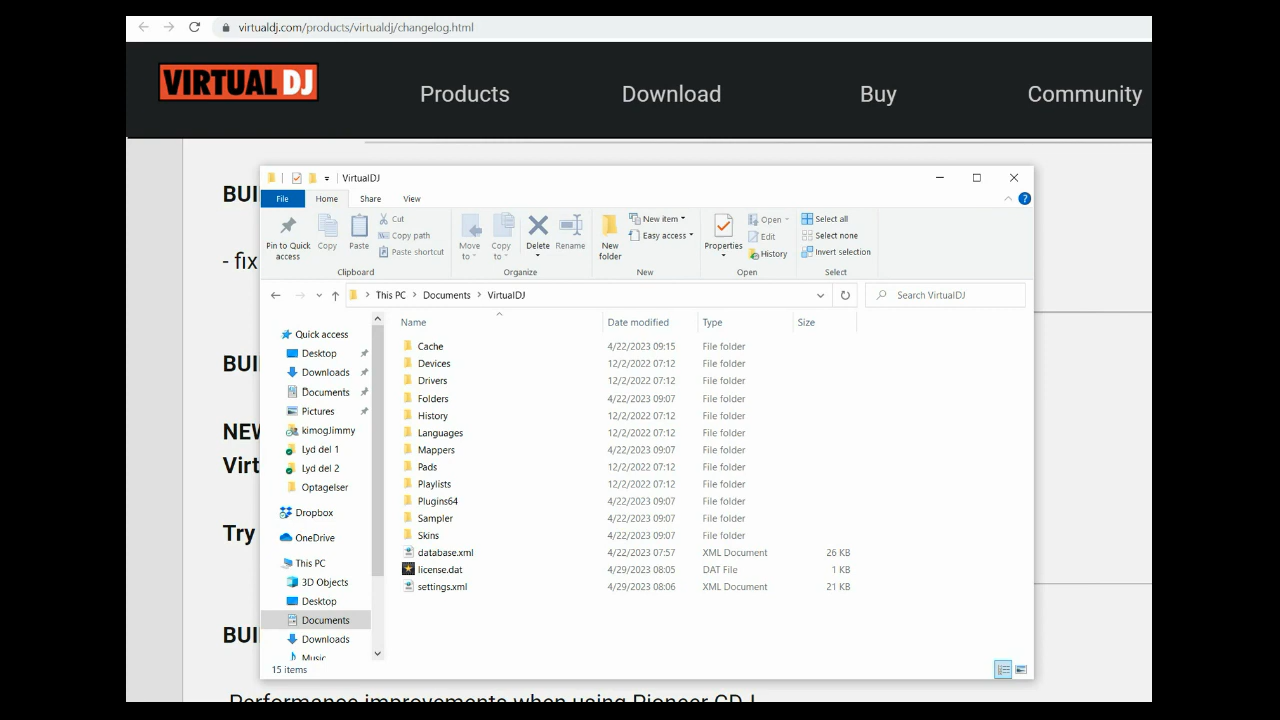 virtualdj.com/products/virtualdj/changelog.html
VIRTUAL DJ
Products Download Buy Community
BUI
- fix
BUI
NEW
Virt
Try
BUI
Performance improvements when using Pioneer CDJ
VirtualDJ
File Home Share View
Pin to Quick access
Copy
Paste
Cut
Copy path
Paste shortcut
Clipboard
Move to
Copy to
Delete
Rename
Organize
New folder
New item
Easy access
New
Properties
Open
Edit
History
Open
Select all
Select none
Invert selection
Select
This PC > Documents > VirtualDJ
Search VirtualDJ
Quick access
Desktop
Downloads
Documents
Pictures
kimogJimmy
Lyd del 1
Lyd del 2
Optagelser
Dropbox
OneDrive
This PC
3D Objects
Desktop
Documents
Downloads
Music
Name Date modified Type Size
Cache 4/22/2023 09:15 File folder
Devices 12/2/2022 07:12 File folder
Drivers 12/2/2022 07:12 File folder
Folders 4/22/2023 09:07 File folder
History 12/2/2022 07:12 File folder
Languages 12/2/2022 07:12 File folder
Mappers 4/22/2023 09:07 File folder
Pads 12/2/2022 07:12 File folder
Playlists 12/2/2022 07:12 File folder
Plugins64 4/22/2023 09:07 File folder
Sampler 4/22/2023 09:07 File folder
Skins 4/22/2023 09:07 File folder
database.xml 4/22/2023 07:57 XML Document 26 KB
license.dat 4/29/2023 08:05 DAT File 1 KB
settings.xml 4/29/2023 08:06 XML Document 21 KB
15 items